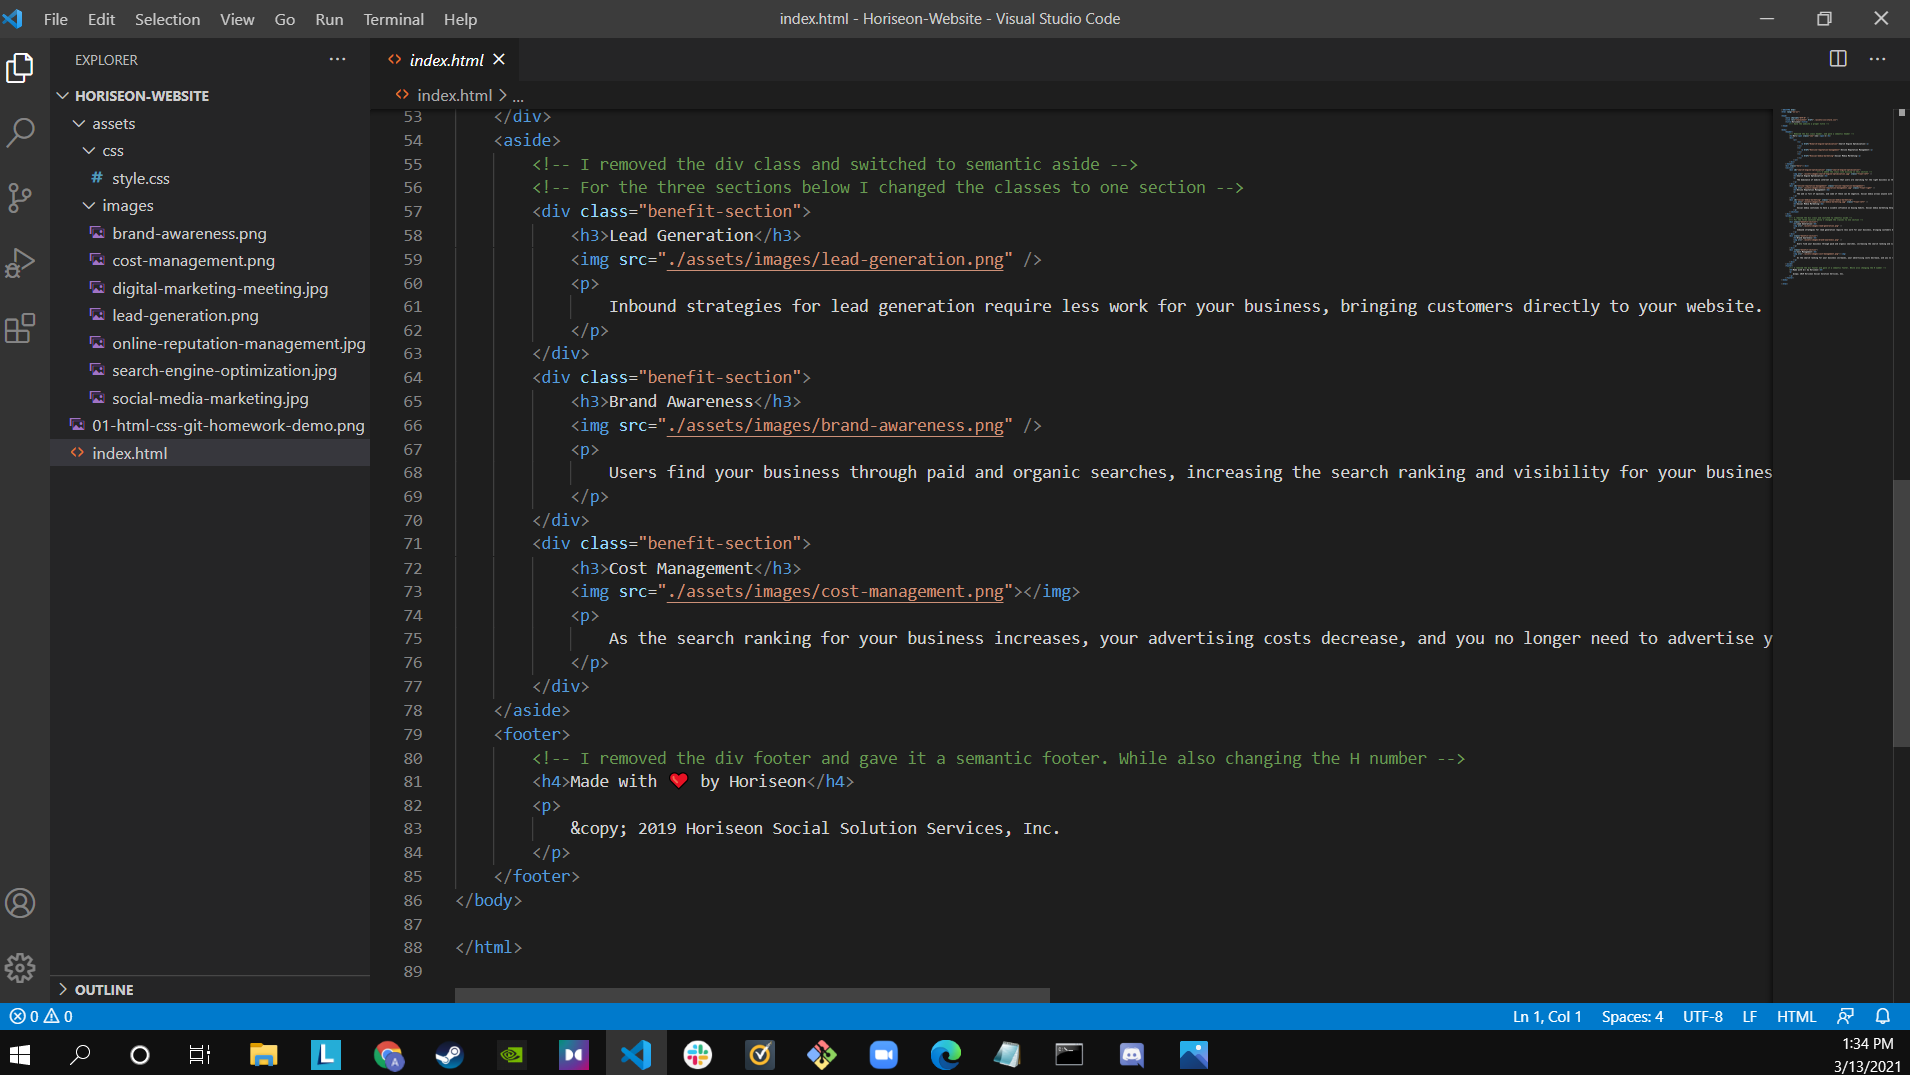 File Edit Selection View Go Run Terminal Help
index.html - Horiseon-Website - Visual Studio Code
EXPLORER
HORISEON-WEBSITE
assets
css
# style.css
images
brand-awareness.png
cost-management.png
digital-marketing-meeting.jpg
lead-generation.png
online-reputation-management.jpg
search-engine-optimization.jpg
social-media-marketing.jpg
01-html-css-git-homework-demo.png
<> index.html
OUTLINE
<> index.html
<> index.html > ...
53 </div>
54 <aside>
55 <!-- I removed the div class and switched to semantic aside -->
56 <!-- For the three sections below I changed the classes to one section -->
57 <div class="benefit-section">
58 <h3>Lead Generation</h3>
59 <img src="./assets/images/lead-generation.png" />
60 <p>
61 Inbound strategies for lead generation require less work for your business, bringing customers directly to your website.
62 </p>
63 </div>
64 <div class="benefit-section">
65 <h3>Brand Awareness</h3>
66 <img src="./assets/images/brand-awareness.png" />
67 <p>
68 Users find your business through paid and organic searches, increasing the search ranking and visibility for your busines
69 </p>
70 </div>
71 <div class="benefit-section">
72 <h3>Cost Management</h3>
73 <img src="./assets/images/cost-management.png"></img>
74 <p>
75 As the search ranking for your business increases, your advertising costs decrease, and you no longer need to advertise y
76 </p>
77 </div>
78 </aside>
79 <footer>
80 <!-- I removed the div footer and gave it a semantic footer. While also changing the H number -->
81 <h4>Made with ❤️ by Horiseon</h4>
82 <p>
83 &copy; 2019 Horiseon Social Solution Services, Inc.
84 </p>
85 </footer>
86 </body>
87
88 </html>
89
0 0
Ln 1, Col 1 Spaces: 4 UTF-8 LF HTML
1:34 PM
3/13/2021